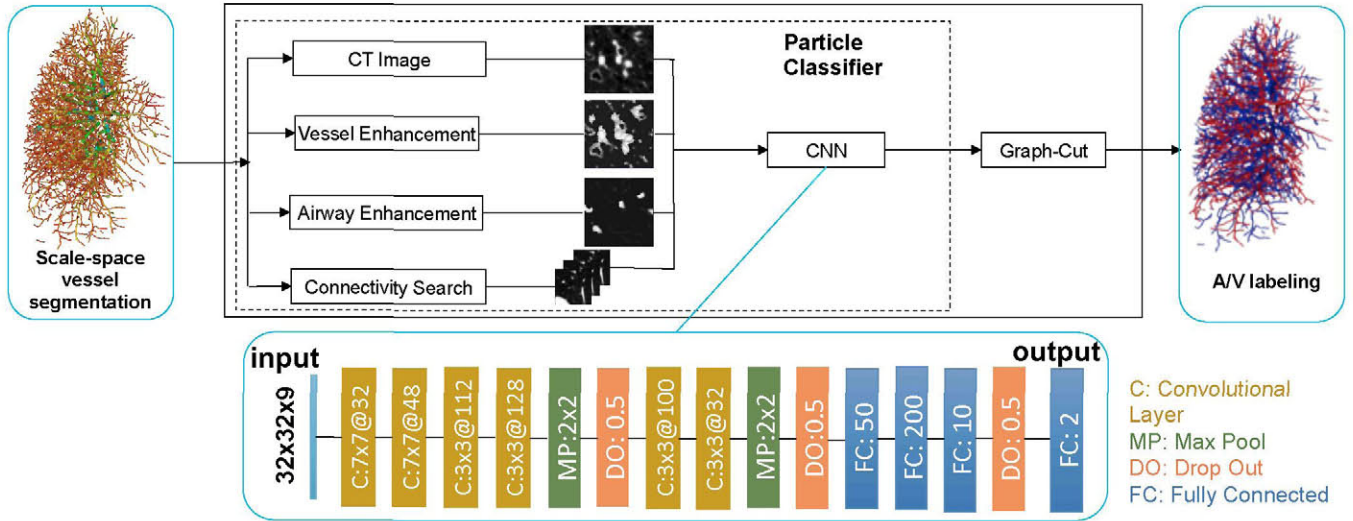 Scale-space
vessel
segmentation
CT Image
Vessel Enhancement
Airway Enhancement
Connectivity Search
Particle
Classifier
CNN
Graph-Cut
A/V labeling
input
32x32x9
C:7x7@32
C:7x7@48
C:3x3@112
C:3x3@128
MP:2x2
DO: 0.5
C:3x3@100
C:3x3@32
MP:2x2
DO:0.5
FC: 50
FC: 200
FC: 10
DO: 0.5
FC: 2
output
C: Convolutional
Layer
MP: Max Pool
DO: Drop Out
FC: Fully Connected